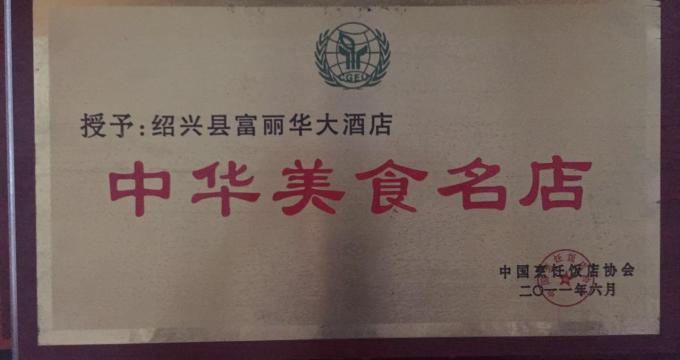 CGFU
授予:绍兴县富丽华大酒店
中华美食名店
中国烹饪饭店协会
二〇一一年六月